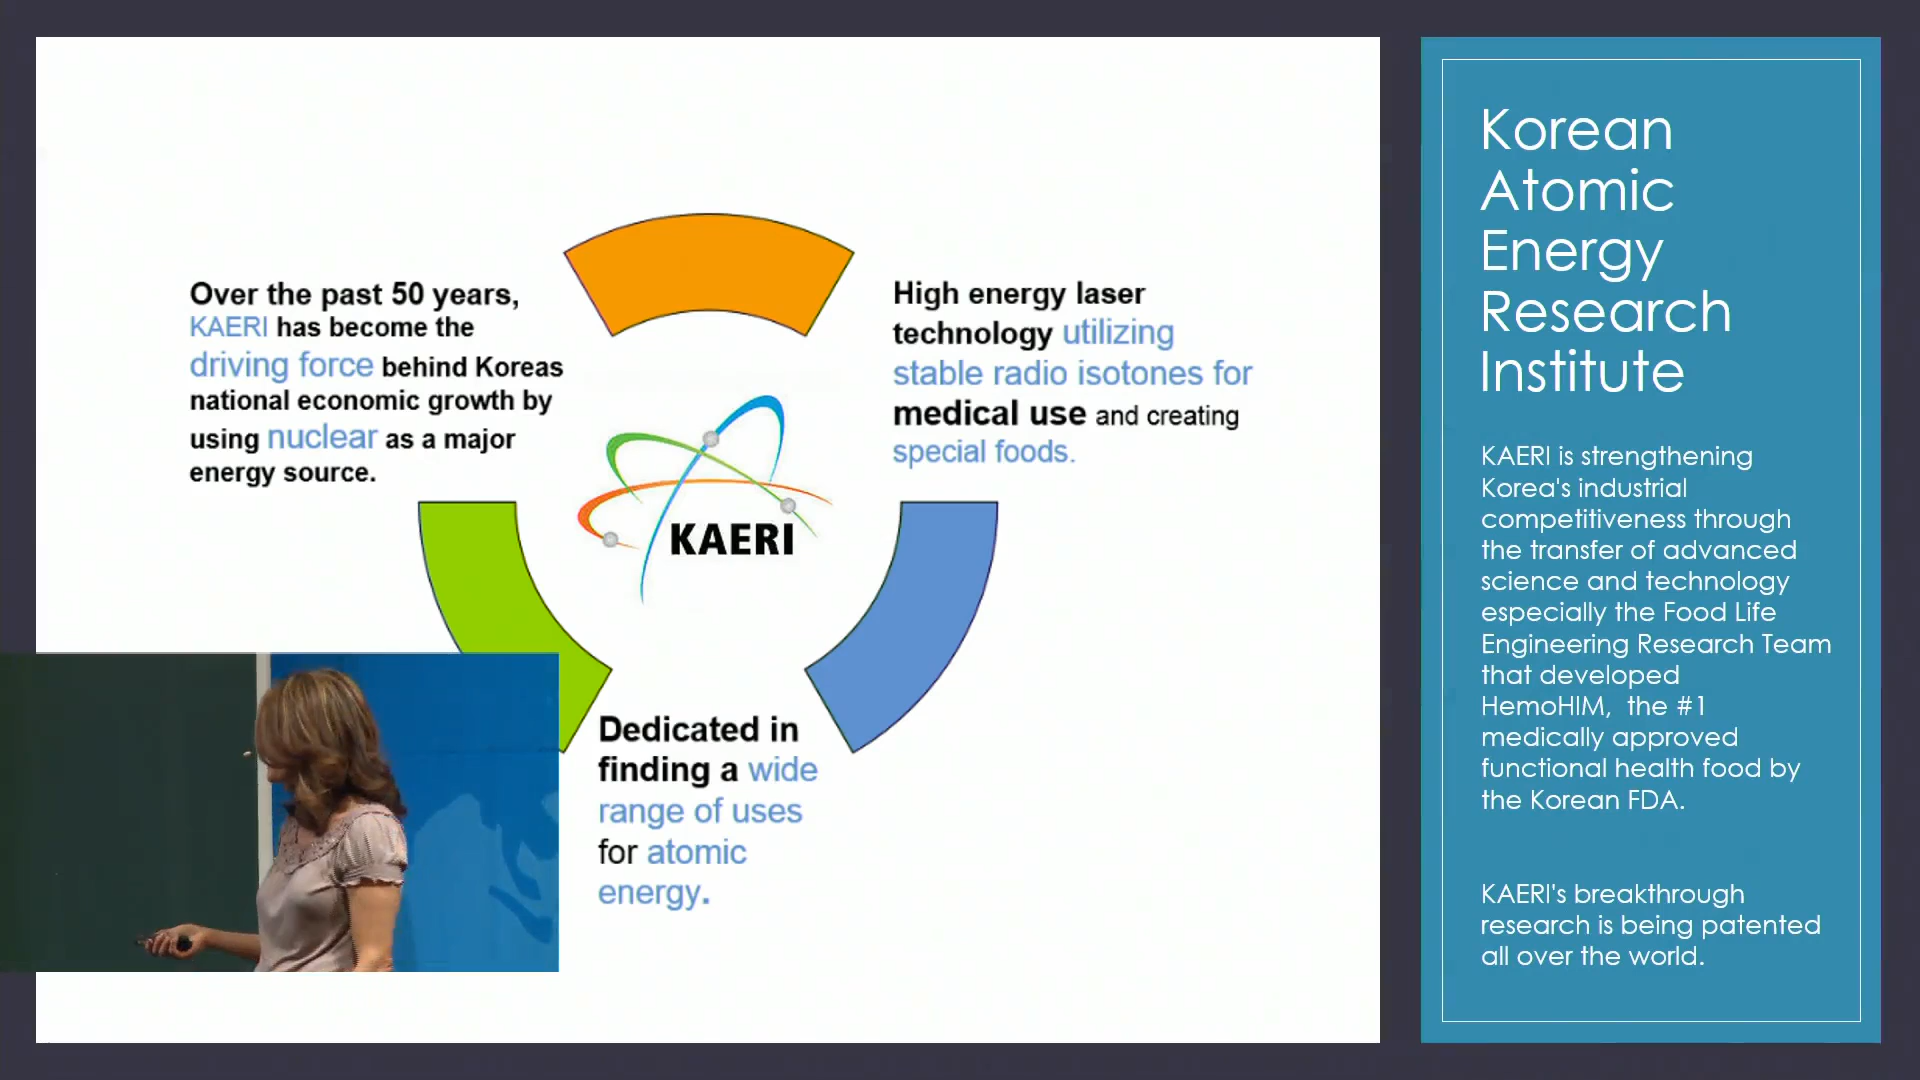 Over the past 50 years,
KAERI has become the
driving force behind Koreas
national economic growth by
using nuclear as a major
energy source.
High energy laser
technology utilizing
stable radio isotones for
medical use and creating
special foods.
KAERI
Dedicated in
finding a wide
range of uses
for atomic
energy.
Korean
Atomic
Energy
Research
Institute
KAERI is strengthening
Korea's industrial
competitiveness through
the transfer of advanced
science and technology
especially the Food Life
Engineering Research Team
that developed
HemoHIM,  the #1
medically approved
functional health food by
the Korean FDA.
KAERI's breakthrough
research is being patented
all over the world.